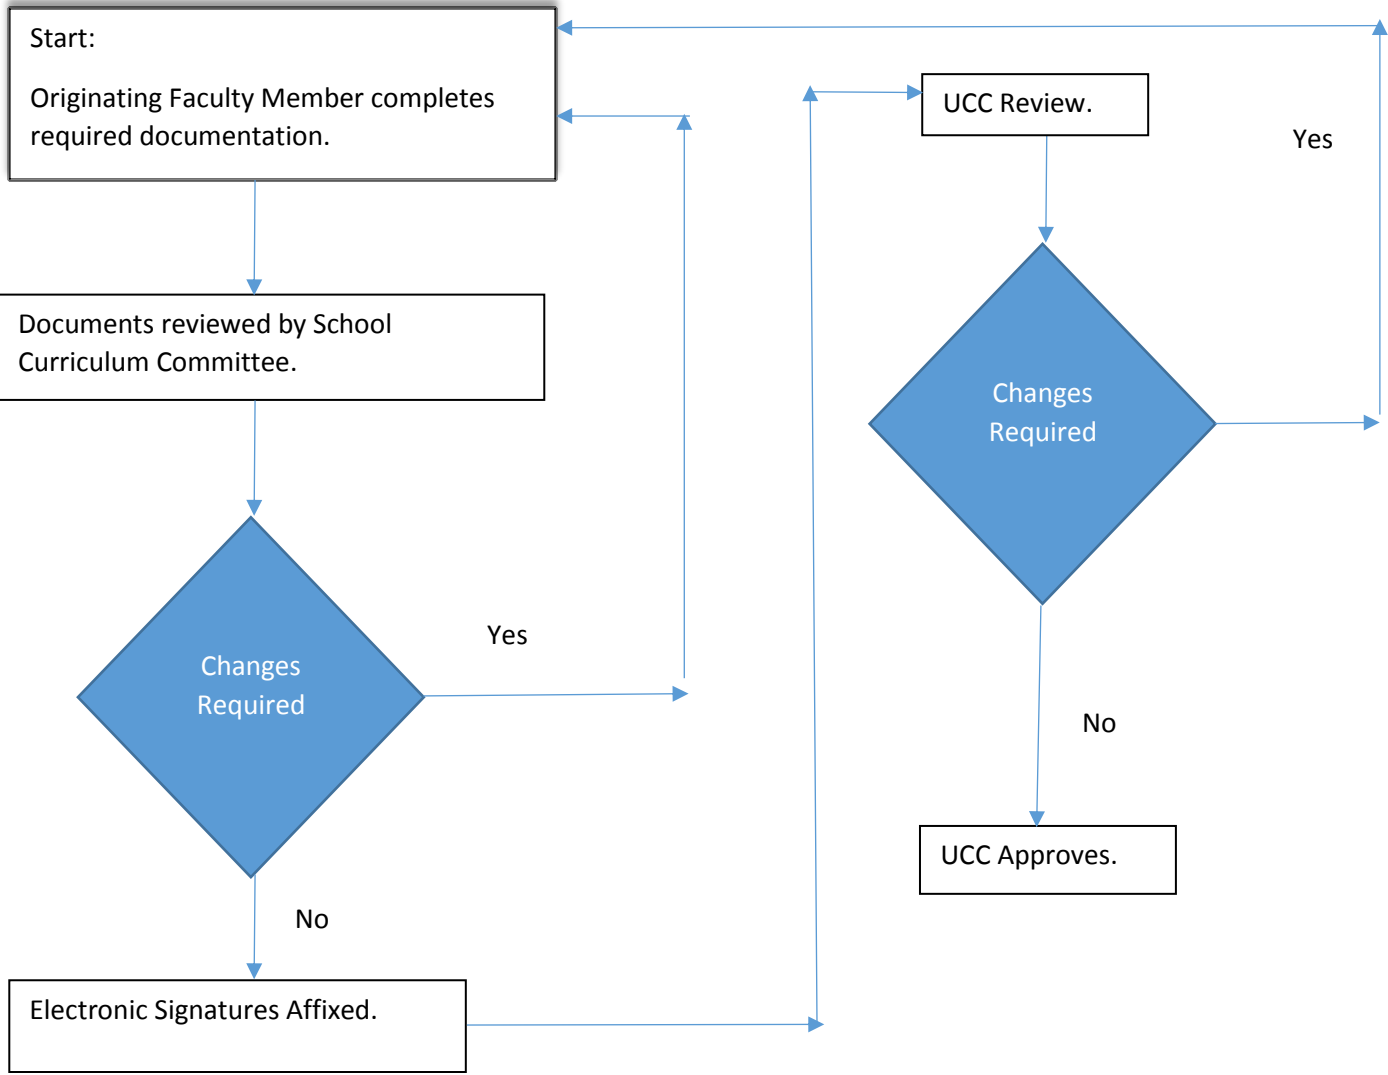 Start:
Originating Faculty Member completes
required documentation.
Documents reviewed by School
Curriculum Committee.
Changes
Required
Yes
No
Electronic Signatures Affixed.
UCC Review.
Changes
Required
Yes
No
UCC Approves.